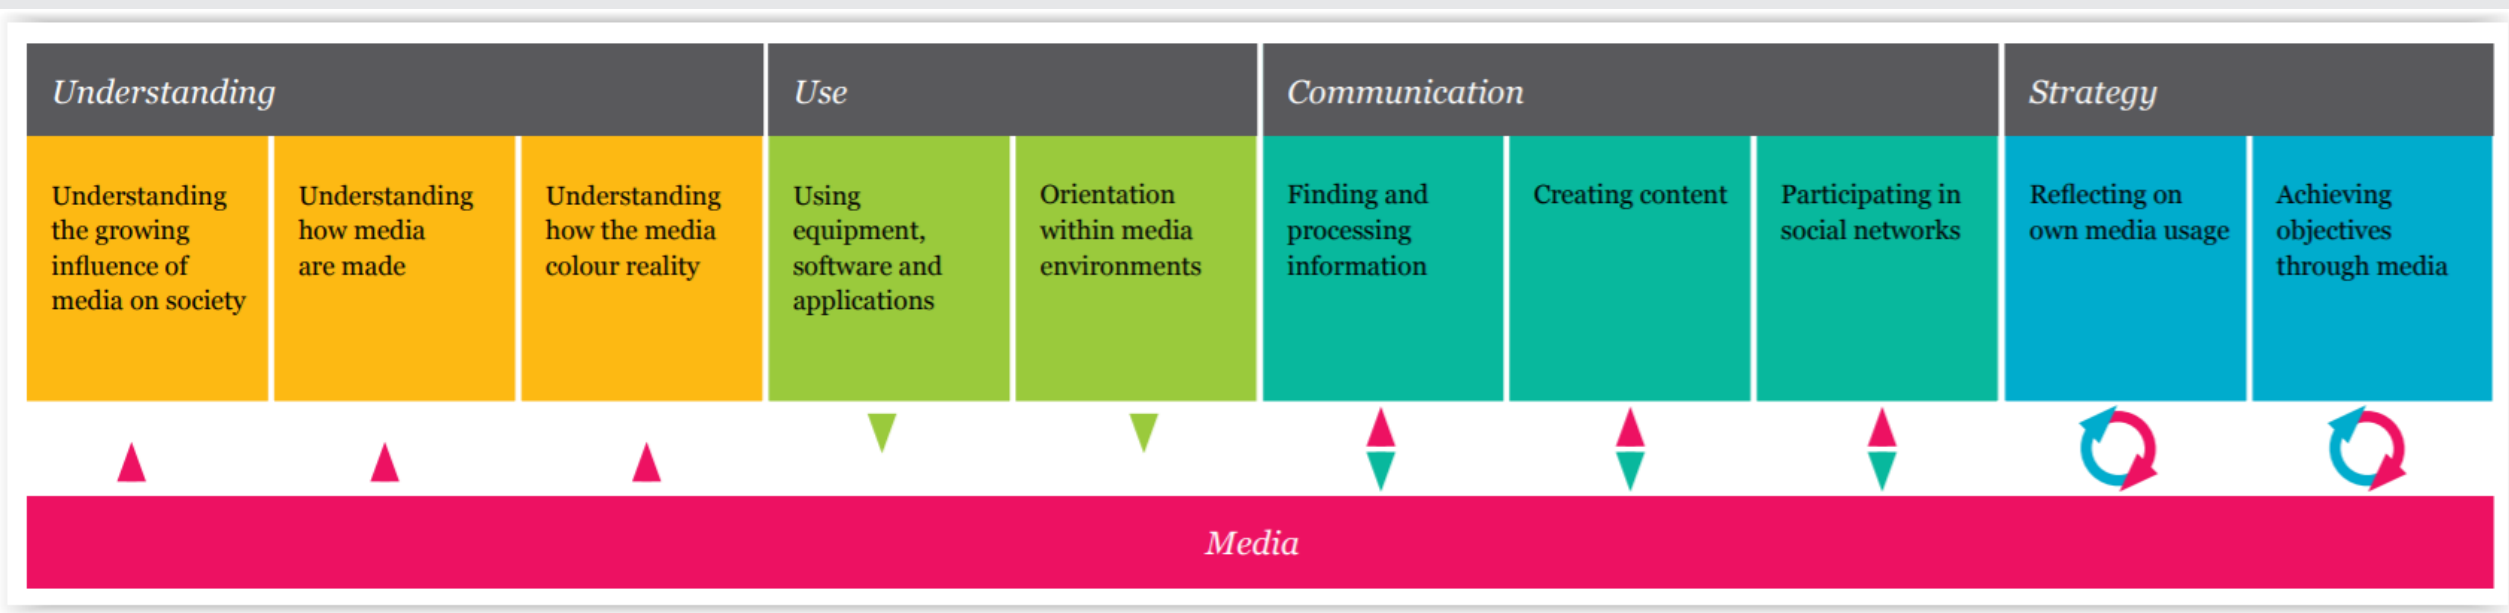 Understanding
Use
Communication
Strategy
Understanding
the growing
influence of
media on society
Understanding
how media
are made
Understanding
how the media
colour reality
Using
equipment,
software and
applications
Orientation
within media
environments
Finding and
processing
information
Creating content
Participating in
social networks
Reflecting on
own media usage
Achieving
objectives
through media
Media